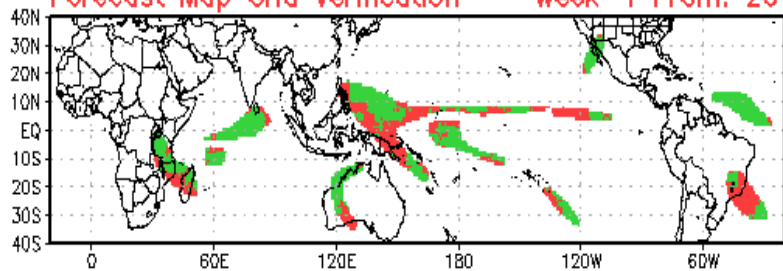 Forecast Map and Verification Week 1 From: 20
40N
30N
20N
10N
EQ
10S
20S
30S
40S
0 60E 120E 180 120W 60W